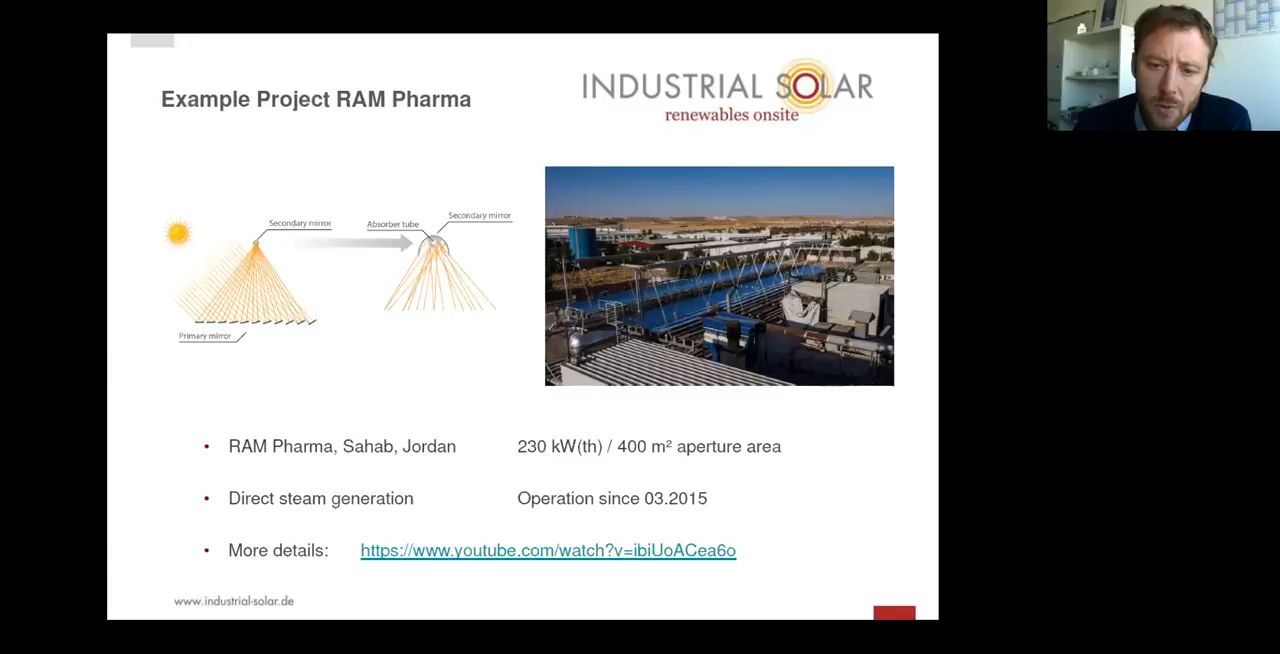 Example Project RAM Pharma
INDUSTRIAL SOLAR
renewables onsite
Secondary mirror
Absorber tube
Secondary mirror
Primary mirror
• RAM Pharma, Sahab, Jordan 230 kW(th) / 400 m² aperture area
• Direct steam generation Operation since 03.2015
• More details: https://www.youtube.com/watch?v=ibiUoACea6o
www.industrial-solar.de